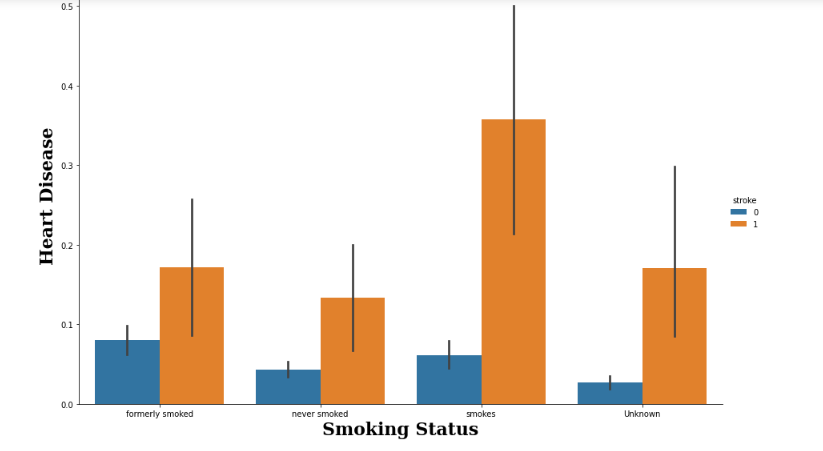 0.5
0.4
0.3
0.2
0.1
0.0
Heart Disease
formerly smoked
never smoked
smokes
Unknown
Smoking Status
stroke
0
1